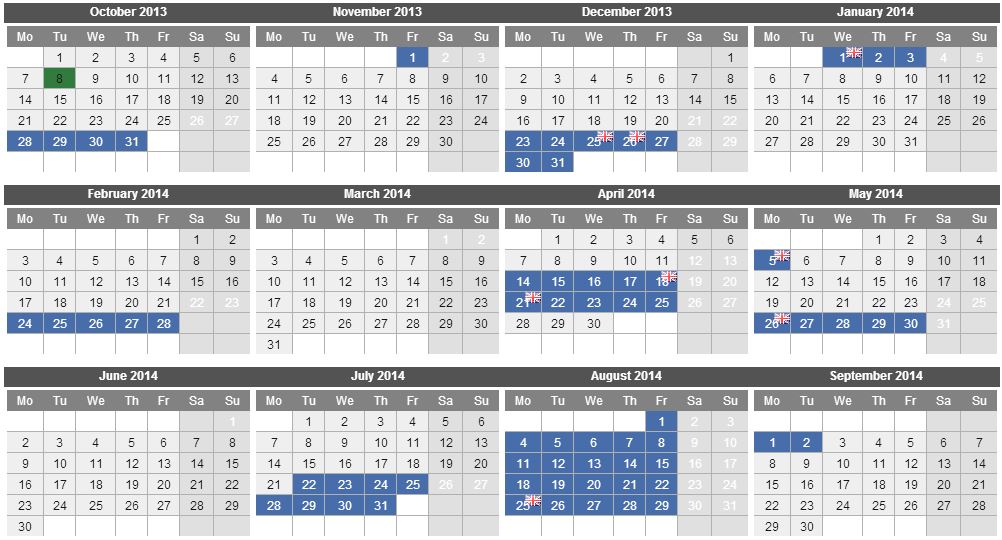 October 2013
Mo Tu We Th Fr Sa Su
1 2 3 4 5 6
7 8 9 10 11 12 13
14 15 16 17 18 19 20
21 22 23 24 25 26 27
28 29 30 31
November 2013
Mo Tu We Th Fr Sa Su
1 2 3
4 5 6 7 8 9 10
11 12 13 14 15 16 17
18 19 20 21 22 23 24
25 26 27 28 29 30
December 2013
Mo Tu We Th Fr Sa Su
1
2 3 4 5 6 7 8
9 10 11 12 13 14 15
16 17 18 19 20 21 22
23 24 25 26 27 28 29
30 31
January 2014
Mo Tu We Th Fr Sa Su
1 2 3 4 5
6 7 8 9 10 11 12
13 14 15 16 17 18 19
20 21 22 23 24 25 26
27 28 29 30 31
February 2014
Mo Tu We Th Fr Sa Su
1 2
3 4 5 6 7 8 9
10 11 12 13 14 15 16
17 18 19 20 21 22 23
24 25 26 27 28
March 2014
Mo Tu We Th Fr Sa Su
1 2
3 4 5 6 7 8 9
10 11 12 13 14 15 16
17 18 19 20 21 22 23
24 25 26 27 28 29 30
31
April 2014
Mo Tu We Th Fr Sa Su
1 2 3 4 5 6
7 8 9 10 11 12 13
14 15 16 17 18 19 20
21 22 23 24 25 26 27
28 29 30
May 2014
Mo Tu We Th Fr Sa Su
1 2 3 4
5 6 7 8 9 10 11
12 13 14 15 16 17 18
19 20 21 22 23 24 25
26 27 28 29 30 31
June 2014
Mo Tu We Th Fr Sa Su
1
2 3 4 5 6 7 8
9 10 11 12 13 14 15
16 17 18 19 20 21 22
23 24 25 26 27 28 29
30
July 2014
Mo Tu We Th Fr Sa Su
1 2 3 4 5 6
7 8 9 10 11 12 13
14 15 16 17 18 19 20
21 22 23 24 25 26 27
28 29 30 31
August 2014
Mo Tu We Th Fr Sa Su
1 2 3
4 5 6 7 8 9 10
11 12 13 14 15 16 17
18 19 20 21 22 23 24
25 26 27 28 29 30 31
September 2014
Mo Tu We Th Fr Sa Su
1 2 3 4 5 6 7
8 9 10 11 12 13 14
15 16 17 18 19 20 21
22 23 24 25 26 27 28
29 30